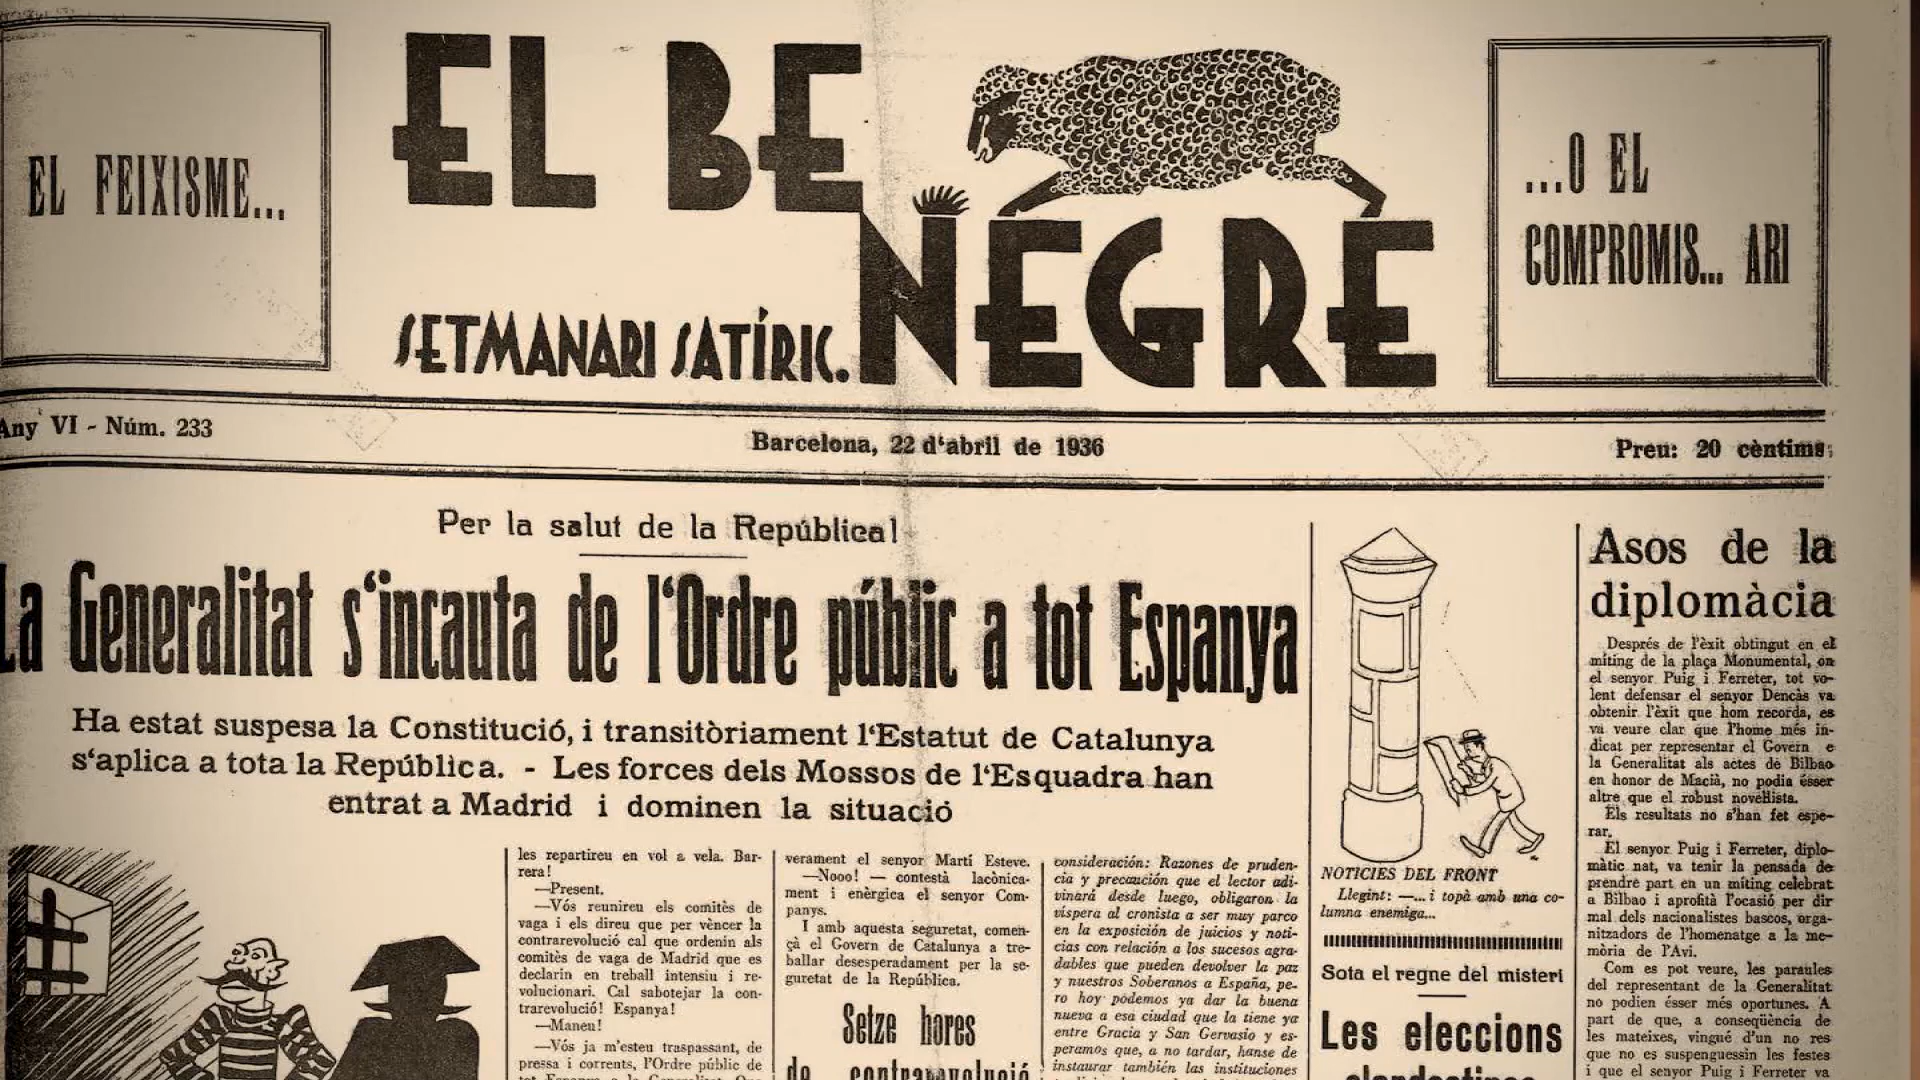 EL FEIXISME...
EL BE
NEGRE
SETMANARI SATÍRIC.
...O EL
COMPROMIS... ARI
Any VI - Núm. 233
Barcelona, 22 d'abril de 1936
Preu: 20 cèntims
Per la salut de la República!
La Generalitat s'incauta de l'Ordre públic a tot Espanya
Ha estat suspesa la Constitució, i transitòriament l'Estatut de Catalunya
s'aplica a tota la República. - Les forces dels Mossos de l'Esquadra han
entrat a Madrid i dominen la situació
les repartireu en vol a vela. Bar-
rera!
—Present.
—Vós reunireu els comitès de
vaga i els direu que per vèncer la
contrarevolució cal que ordenin als
comitès de vaga de Madrid que es
declarin en treball intensiu i re-
volucionari. Cal sabotejar la con-
trarevolució! Espanya!
—Maneu!
—Vós ja m'esteu traspassant, de
pressa i corrents, l'Ordre públic de
verament el senyor Martí Esteve.
—Nooo! — contestà lacònica-
ment i enèrgica el senyor Com-
panys.
I amb aquesta seguretat, comen-
çà el Govern de Catalunya a tre-
ballar desesperadament per la se-
guretat de la República.
Setze hores
de contrarevolució
consideración: Razones de pruden-
cia y precaución que el lector adi-
vinará desde luego, obligaron la
víspera al cronista a ser muy parco
en la exposición de juicios y noti-
cias con relación a los sucesos agra-
dables que pueden devolver la paz
y nuestros Soberanos a España, pe-
ro hoy podemos ya dar la buena
nueva a esa ciudad que la tiene ya
entre Gracia y San Gervasio y es-
peramos que, a no tardar, hanse de
instaurar también las instituciones
NOTICIES DEL FRONT
Llegint: —... i topà amb una co-
lumna enemiga...
Sota el regne del misteri
Les eleccions
clandestines
Asos de la
diplomàcia
Després de l'èxit obtingut en el
míting de la plaça Monumental, on
el senyor Puig i Ferreter, tot vo-
lent defensar el senyor Dencàs va
obtenir l'èxit que hom recorda, es
va veure clar que l'home més in-
dicat per representar el Govern e
la Generalitat als actes de Bilbao
en honor de Macià, no podia ésser
altre que el robust novel·lista.
Els resultats no s'han fet espe-
rar.
El senyor Puig i Ferreter, diplo-
màtic nat, va tenir la pensada de
prendre part en un míting celebrat
a Bilbao i aprofità l'ocasió per dir
mal dels nacionalistes bascos, orga-
nitzadors de l'homenatge a la me-
mòria de l'Avi.
Com es pot veure, les paraules
del representant de la Generalitat
no podien ésser més oportunes. A
part de que, a conseqüència de
les mateixes, vingué d'un no res
que no es suspenguessin les festes
i que el senyor Puig i Ferreter va